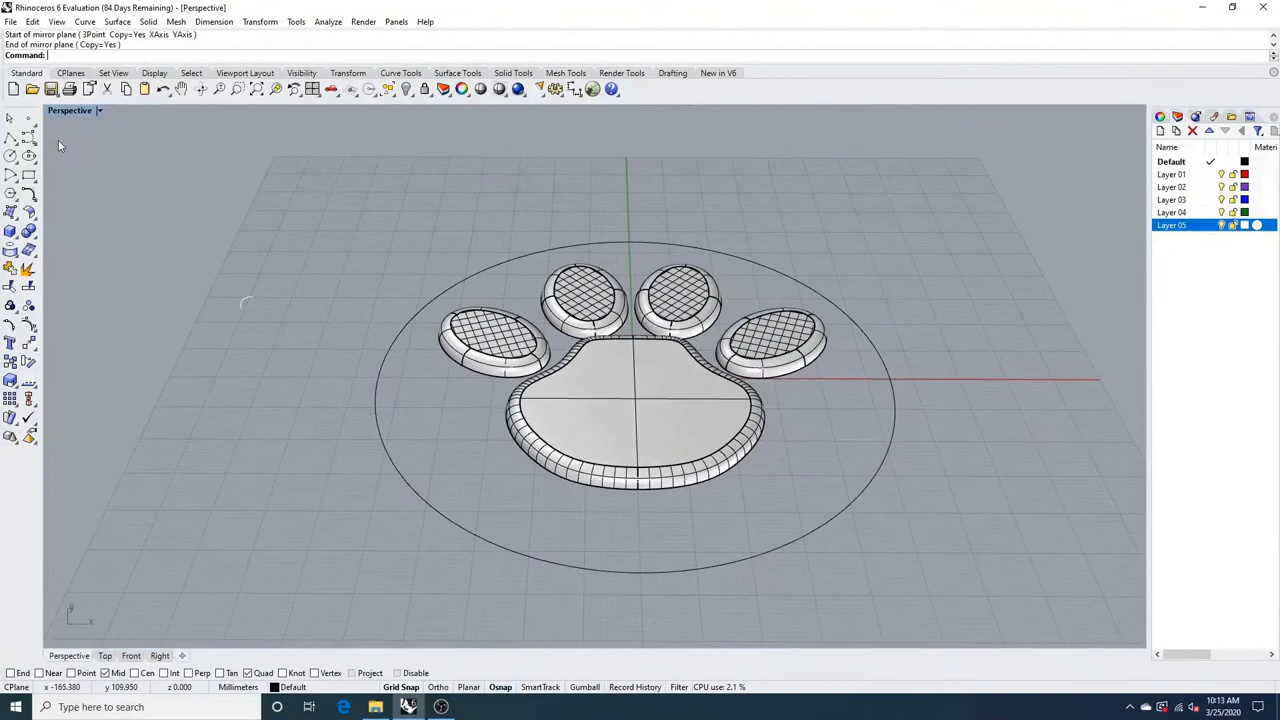 Rhinoceros 6 Evaluation (84 Days Remaining) - [Perspective]
File Edit View Curve Surface Solid Mesh Dimension Transform Tools Analyze Render Panels Help
Start of mirror plane ( 3Point Copy=Yes XAxis YAxis )
End of mirror plane ( Copy=Yes )
Command:
Standard CPlanes Set View Display Select Viewport Layout Visibility Transform Curve Tools Surface Tools Solid Tools Mesh Tools Render Tools Drafting New in V6
Perspective
Name Materi
Default
Layer 01
Layer 02
Layer 03
Layer 04
Layer 05
y
x
Perspective Top Front Right
End Near Point Mid Cen Int Perp Tan Quad Knot Vertex Project Disable
CPlane x -165.380 y 109.950 z 0.000 Millimeters Default Grid Snap Ortho Planar Osnap SmartTrack Gumball Record History Filter CPU use: 2.1 %
Type here to search
10:13 AM
3/25/2020